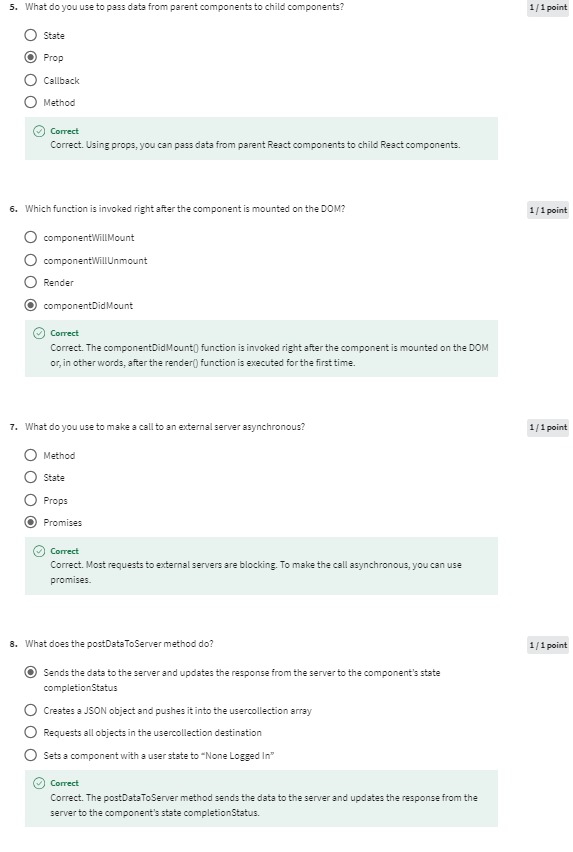 5. What do you use to pass data from parent components to child components?
1 / 1 point
State
Prop
Callback
Method
Correct
Correct. Using props, you can pass data from parent React components to child React components.
6. Which function is invoked right after the component is mounted on the DOM?
1 / 1 point
componentWillMount
componentWillUnmount
Render
componentDidMount
Correct
Correct. The componentDidMount() function is invoked right after the component is mounted on the DOM
or, in other words, after the render() function is executed for the first time.
7. What do you use to make a call to an external server asynchronous?
1 / 1 point
Method
State
Props
Promises
Correct
Correct. Most requests to external servers are blocking. To make the call asynchronous, you can use
promises.
8. What does the postDataToServer method do?
1 / 1 point
Sends the data to the server and updates the response from the server to the component's state
completionStatus
Creates a JSON object and pushes it into the usercollection array
Requests all objects in the usercollection destination
Sets a component with a user state to "None Logged In"
Correct
Correct. The postDataToServer method sends the data to the server and updates the response from the
server to the component's state completionStatus.